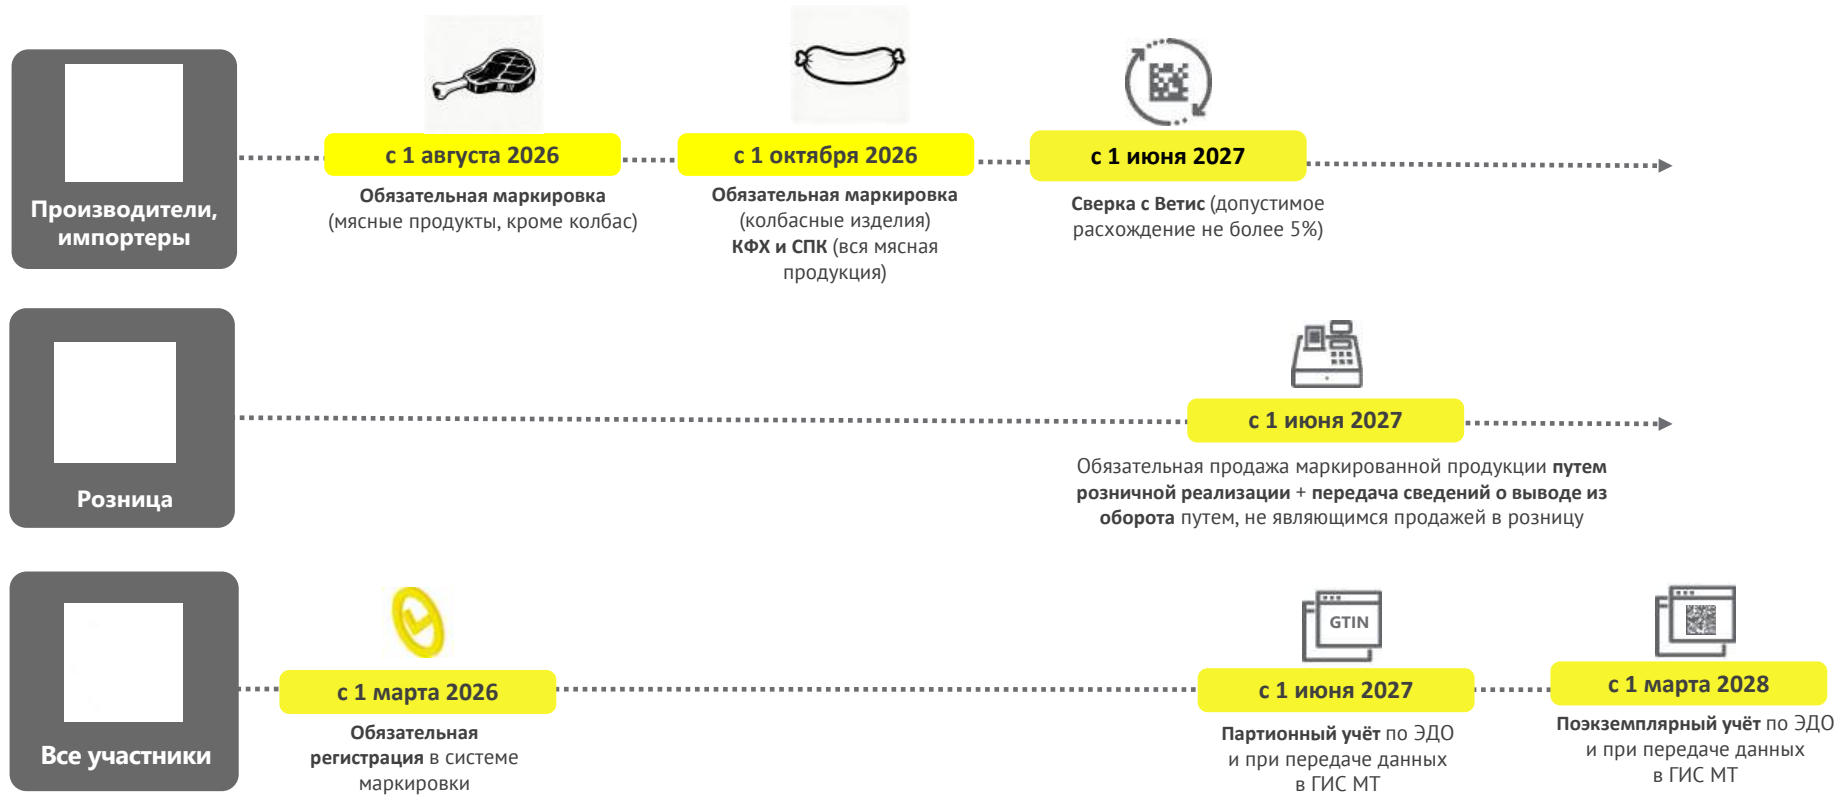 Производители,
импортеры
с 1 августа 2026
Обязательная маркировка
(мясные продукты, кроме колбас)
с 1 октября 2026
Обязательная маркировка
(колбасные изделия)
КФХ и СПК (вся мясная
продукция)
с 1 июня 2027
Сверка с Ветис (допустимое
расхождение не более 5%)
Розница
с 1 июня 2027
Обязательная продажа маркированной продукции путем
розничной реализации + передача сведений о выводе из
оборота путем, не являющимся продажей в розницу
Все участники
с 1 марта 2026
Обязательная
регистрация в системе
маркировки
GTIN
с 1 июня 2027
Партионный учёт по ЭДО
и при передаче данных
в ГИС МТ
с 1 марта 2028
Поэкземплярный учёт по ЭДО
и при передаче данных
в ГИС МТ